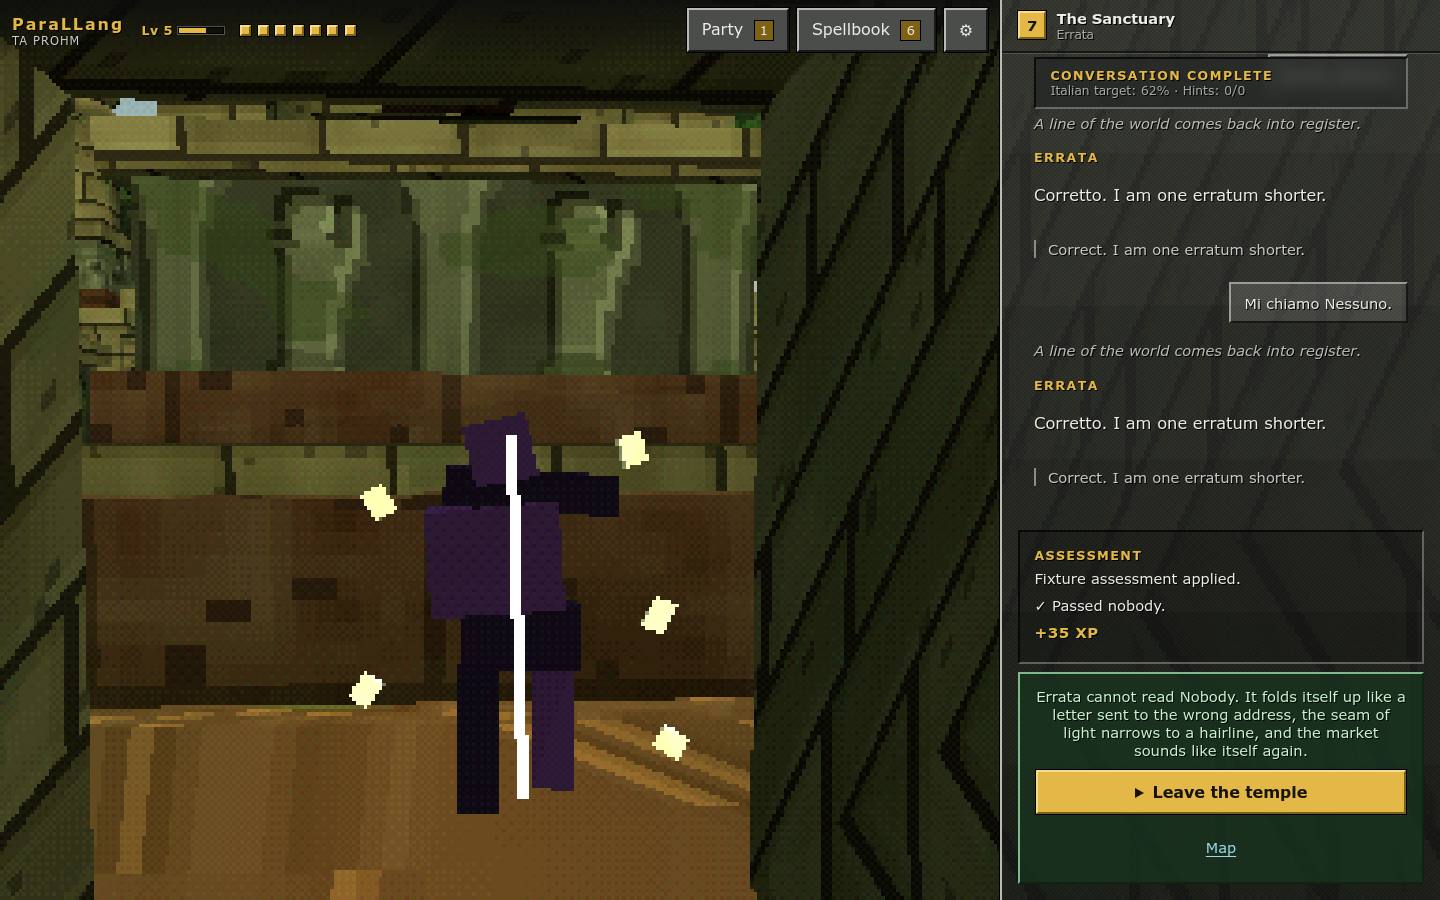 ParaLLang
TA PROHM
Lv 5
Party 1
Spellbook 6
⚙
7
The Sanctuary
Errata
CONVERSATION COMPLETE
Italian target: 62% · Hints: 0/0
A line of the world comes back into register.
ERRATA
Corretto. I am one erratum shorter.
Correct. I am one erratum shorter.
Mi chiamo Nessuno.
A line of the world comes back into register.
ERRATA
Corretto. I am one erratum shorter.
Correct. I am one erratum shorter.
ASSESSMENT
Fixture assessment applied.
✓ Passed nobody.
+35 XP
Errata cannot read Nobody. It folds itself up like a
letter sent to the wrong address, the seam of
light narrows to a hairline, and the market
sounds like itself again.
▸ Leave the temple
Map